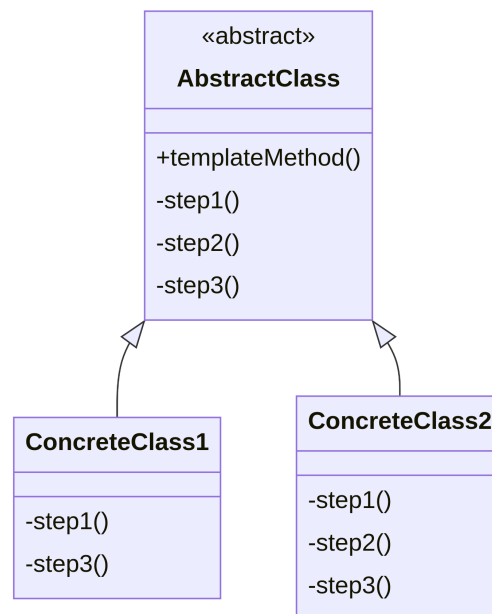 «abstract»
AbstractClass
+templateMethod()
-step1()
-step2()
-step3()
ConcreteClass1
-step1()
-step3()
ConcreteClass2
-step1()
-step2()
-step3()